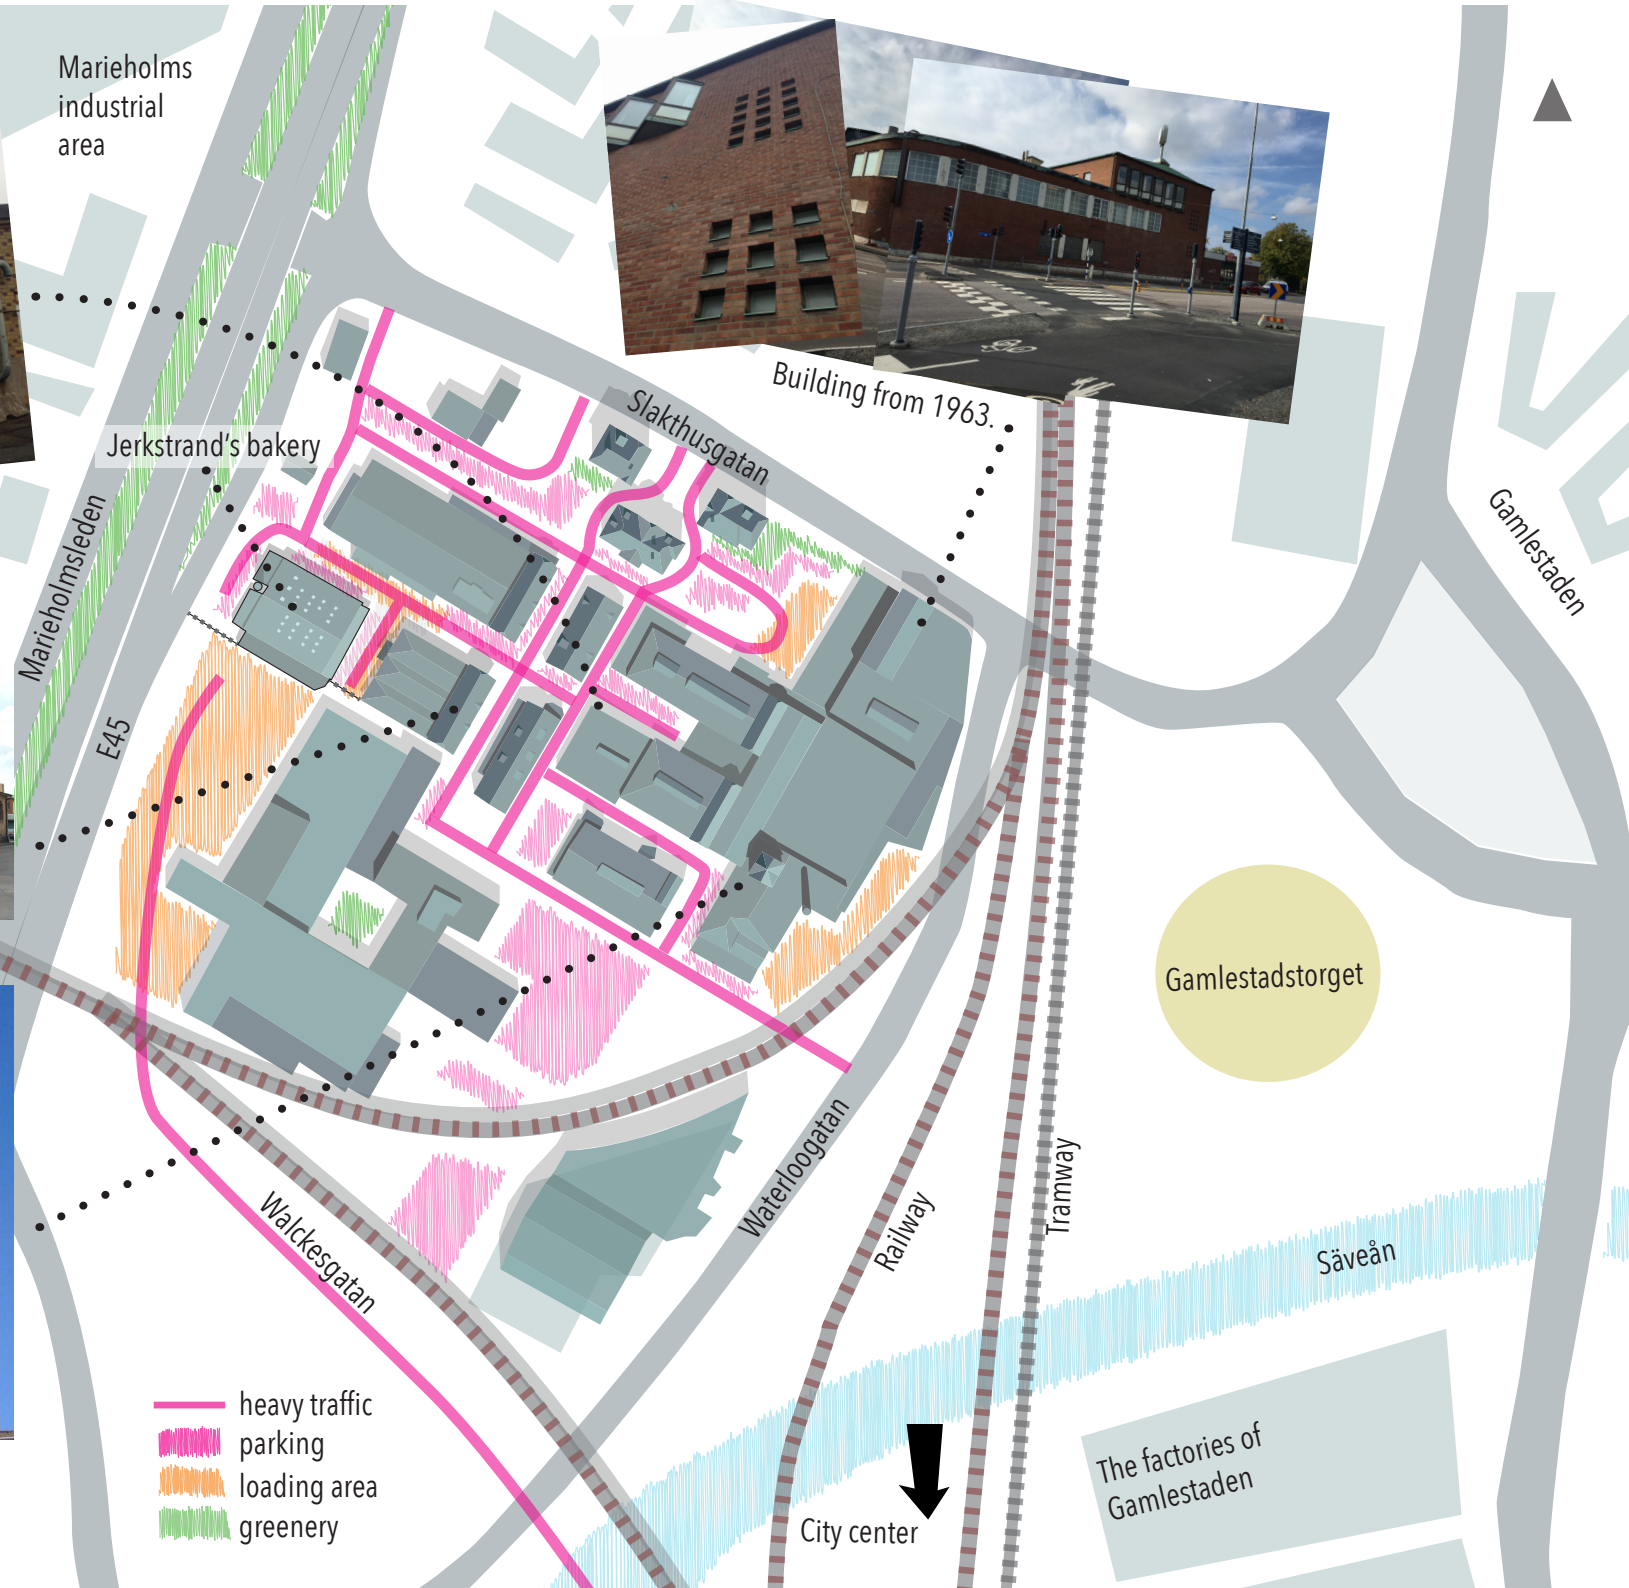 Marieholms
industrial
area
Building from 1963.
Slakthusgatan
Jerkstrand's bakery
Marieholmsleden
E45
Gamlestaden
Gamlestadstorget
Waterloogatan
Railway
Tramway
Säveån
Walckesgatan
heavy traffic
parking
loading area
greenery
City center
The factories of
Gamlestaden